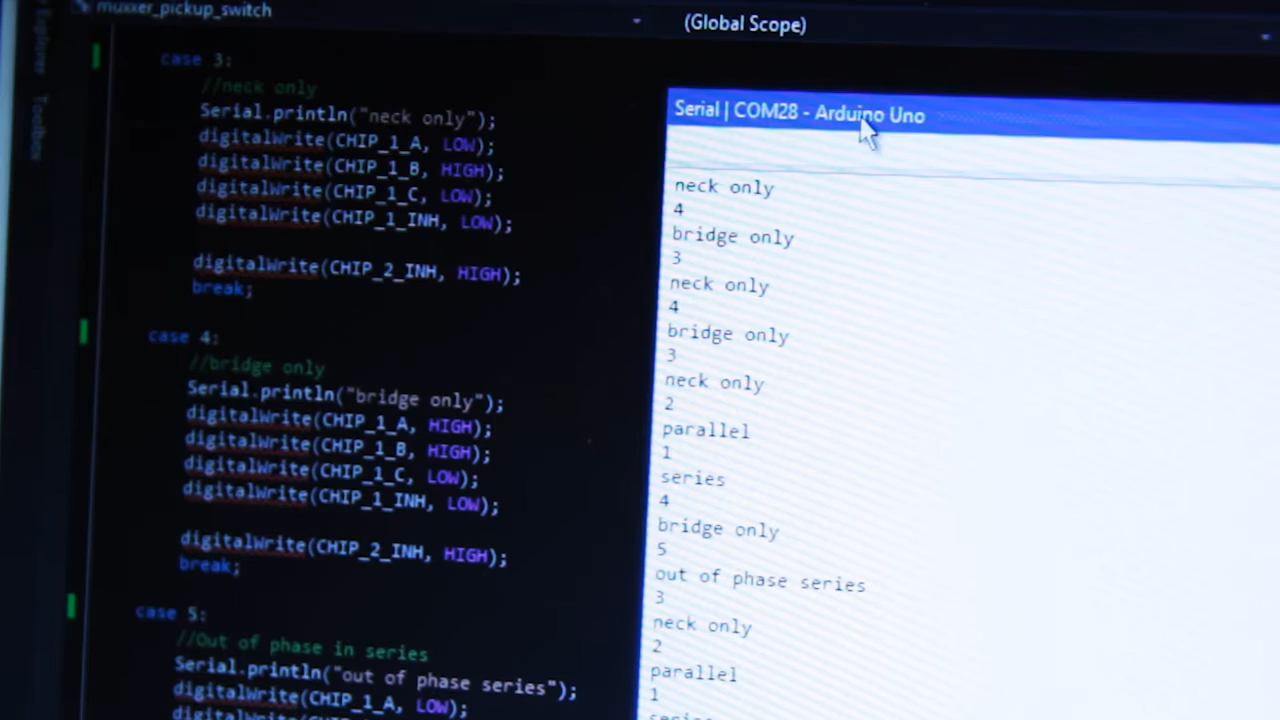 muxxer_pickup_switch
(Global Scope)
Explorer
Toolbox
case 3:
//neck only
Serial.println("neck only");
digitalWrite(CHIP_1_A, LOW);
digitalWrite(CHIP_1_B, HIGH);
digitalWrite(CHIP_1_C, LOW);
digitalWrite(CHIP_1_INH, LOW);
digitalWrite(CHIP_2_INH, HIGH);
break;
case 4:
//bridge only
Serial.println("bridge only");
digitalWrite(CHIP_1_A, HIGH);
digitalWrite(CHIP_1_B, HIGH);
digitalWrite(CHIP_1_C, LOW);
digitalWrite(CHIP_1_INH, LOW);
digitalWrite(CHIP_2_INH, HIGH);
break;
case 5:
//Out of phase in series
Serial.println("out of phase series");
digitalWrite(CHIP_1_A, LOW);
Serial | COM28 - Arduino Uno
neck only
4
bridge only
3
neck only
4
bridge only
3
neck only
2
parallel
1
series
4
bridge only
5
out of phase series
3
neck only
2
parallel
1
series